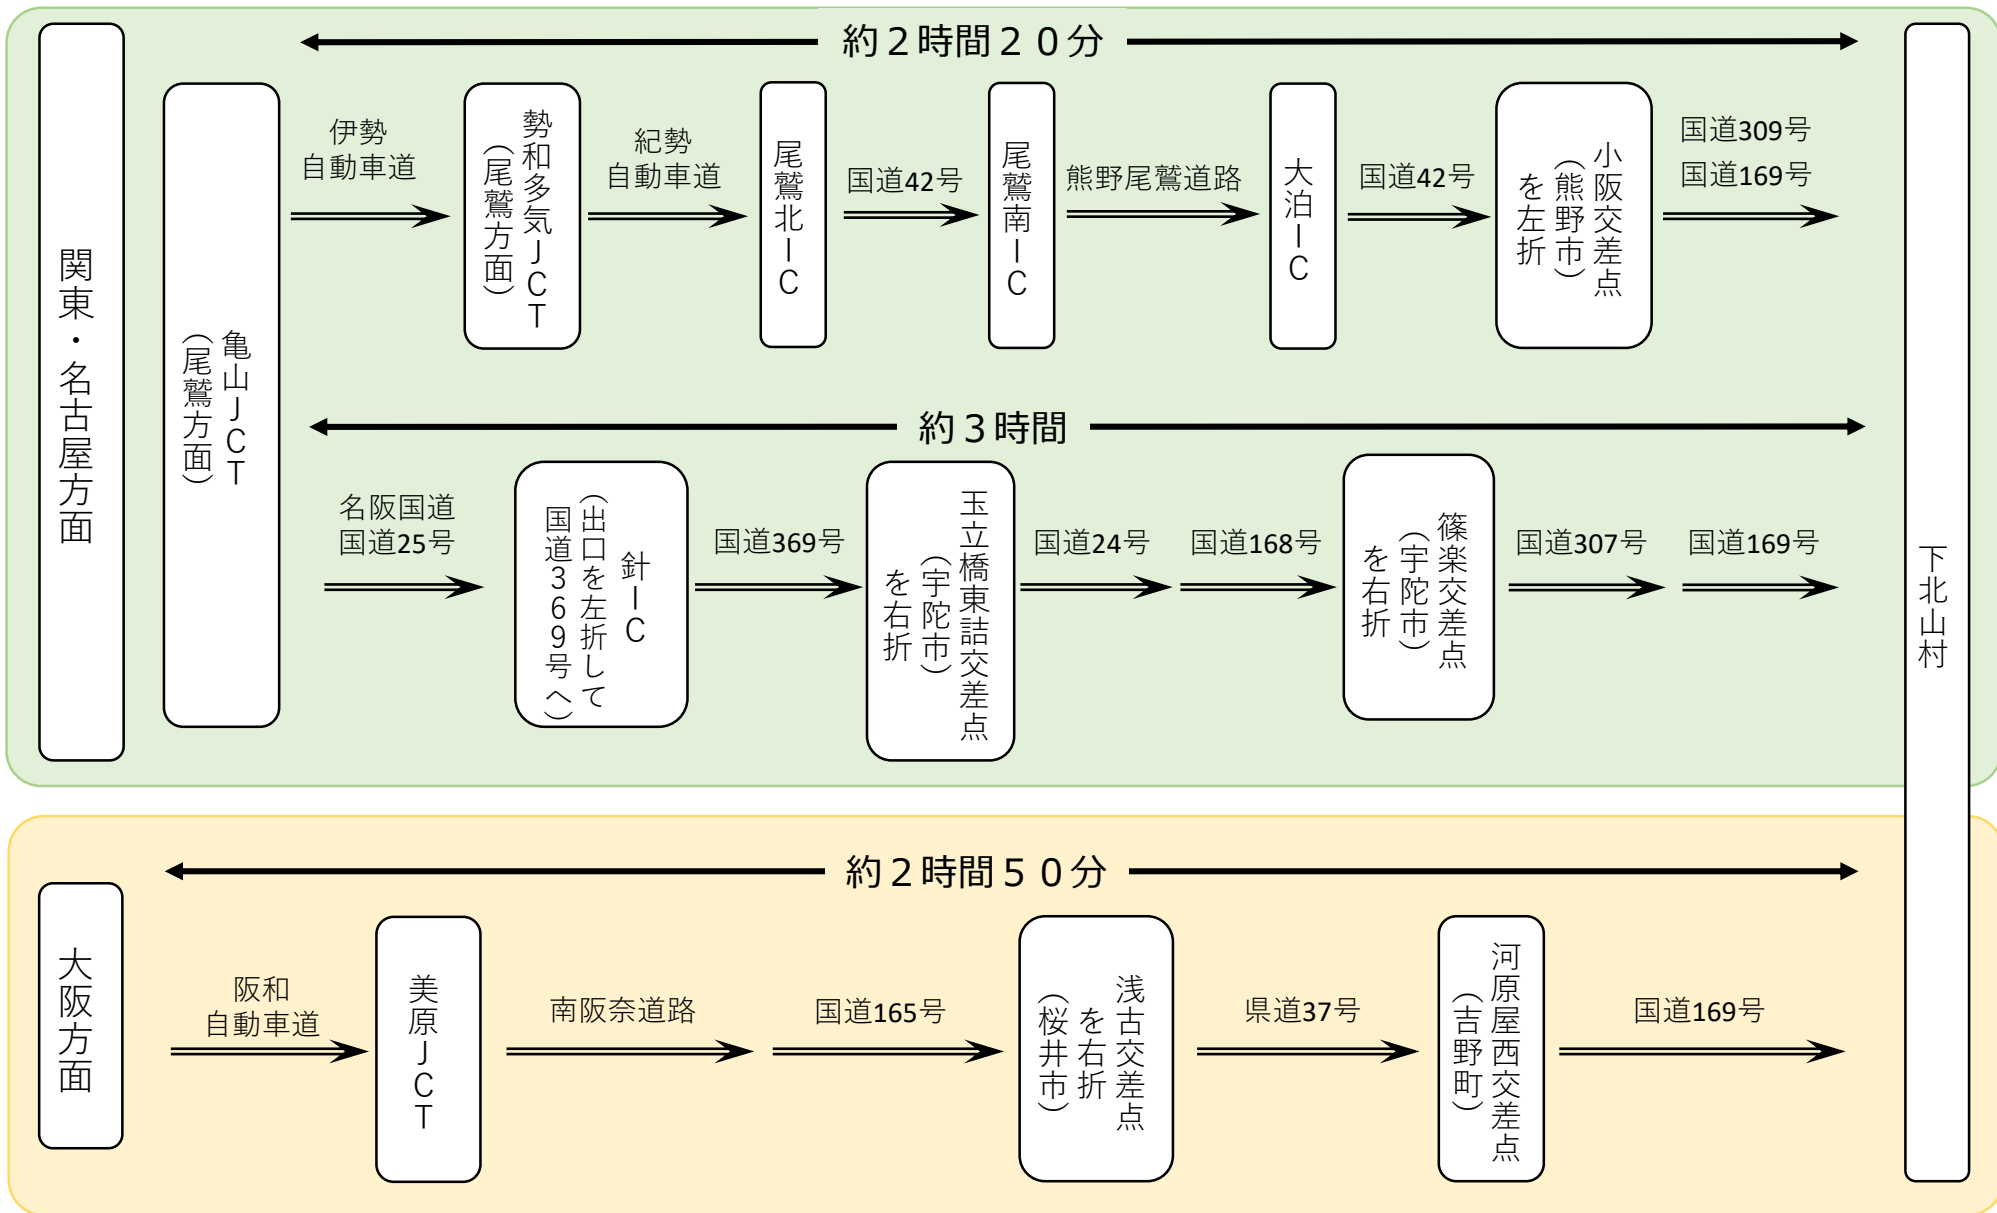 関東・名古屋方面
亀山JCT
(尾鷲方面)
約2時間20分
伊勢
自動車道
勢和多気JCT
(尾鷲方面)
紀勢
自動車道
尾鷲北IC
国道42号
尾鷲南IC
熊野尾鷲道路
大泊IC
国道42号
小阪交差点
(熊野市)
を左折
国道309号
国道169号
約3時間
名阪国道
国道25号
針IC
(出口を左折して
国道369号へ)
国道369号
玉立橋東詰交差点
(宇陀市)
を右折
国道24号
国道168号
篠楽交差点
(宇陀市)
を右折
国道307号
国道169号
下北山村
大阪方面
約2時間50分
阪和
自動車道
美原JCT
南阪奈道路
国道165号
浅古交差点
を右折
(桜井市)
県道37号
河原屋西交差点
(吉野町)
国道169号